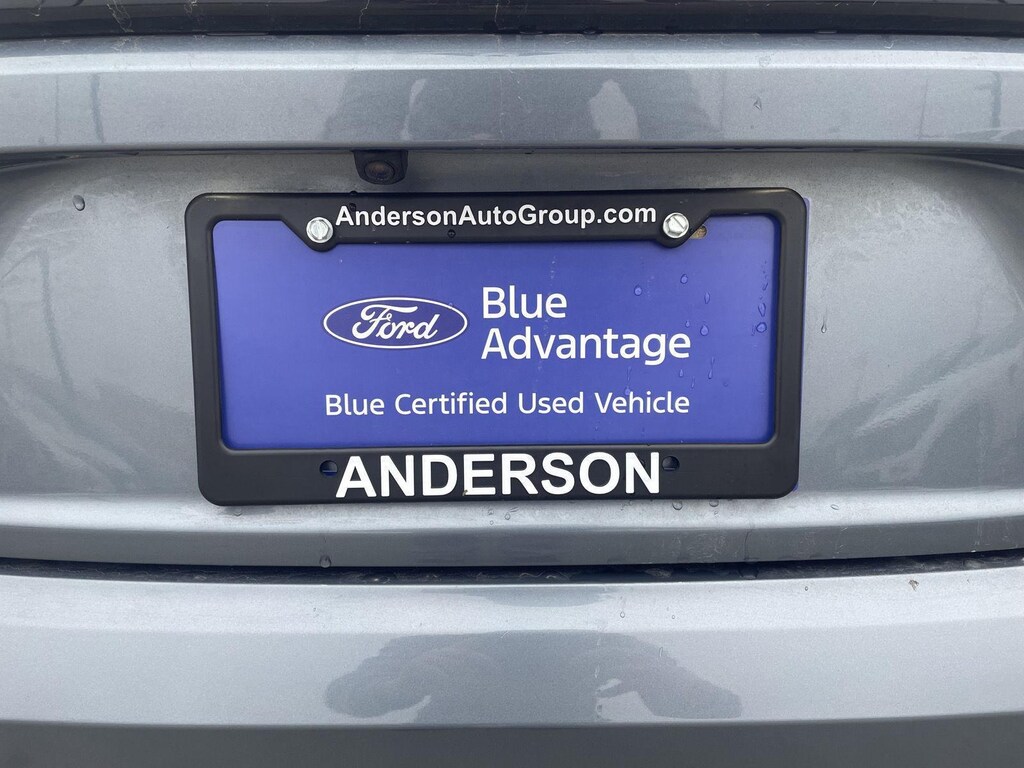 AndersonAutoGroup.com
Ford
Blue
Advantage
Blue Certified Used Vehicle
ANDERSON